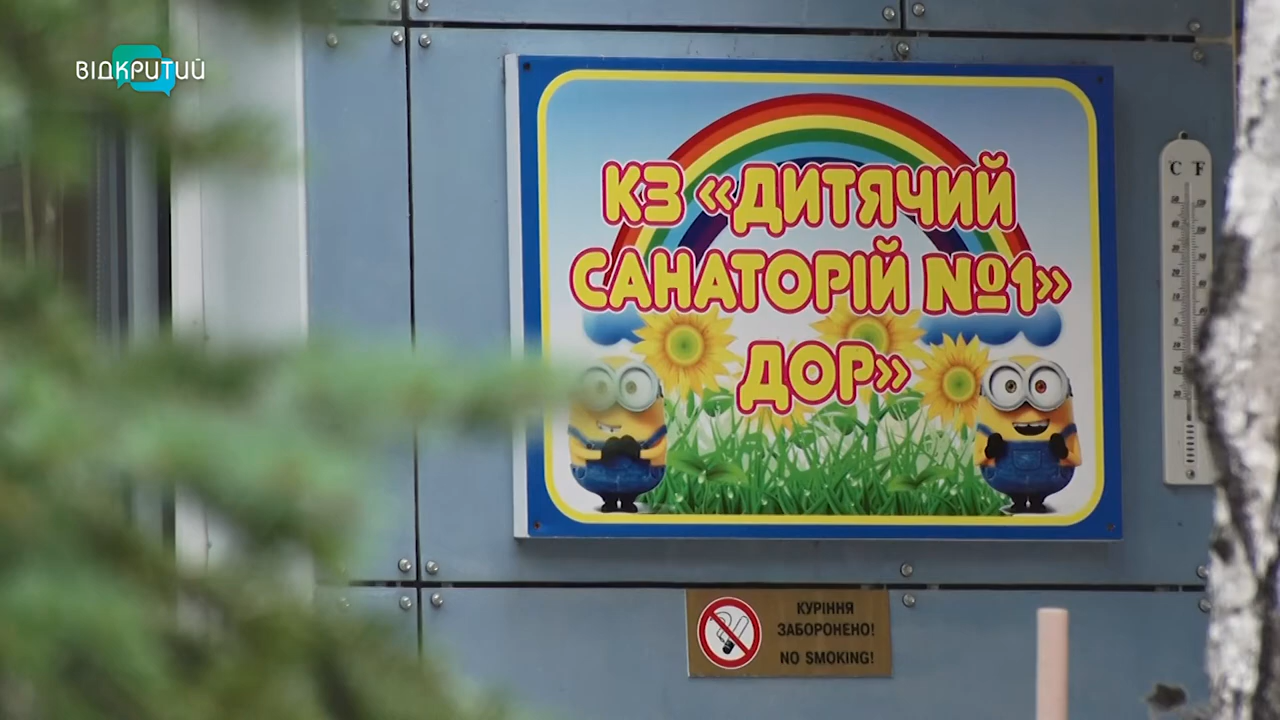 ВІДКРИТИЙ
КЗ «ДИТЯЧИЙ
САНАТОРІЙ №1»
ДОР»
°C °F
КУРІННЯ
ЗАБОРОНЕНО!
NO SMOKING!